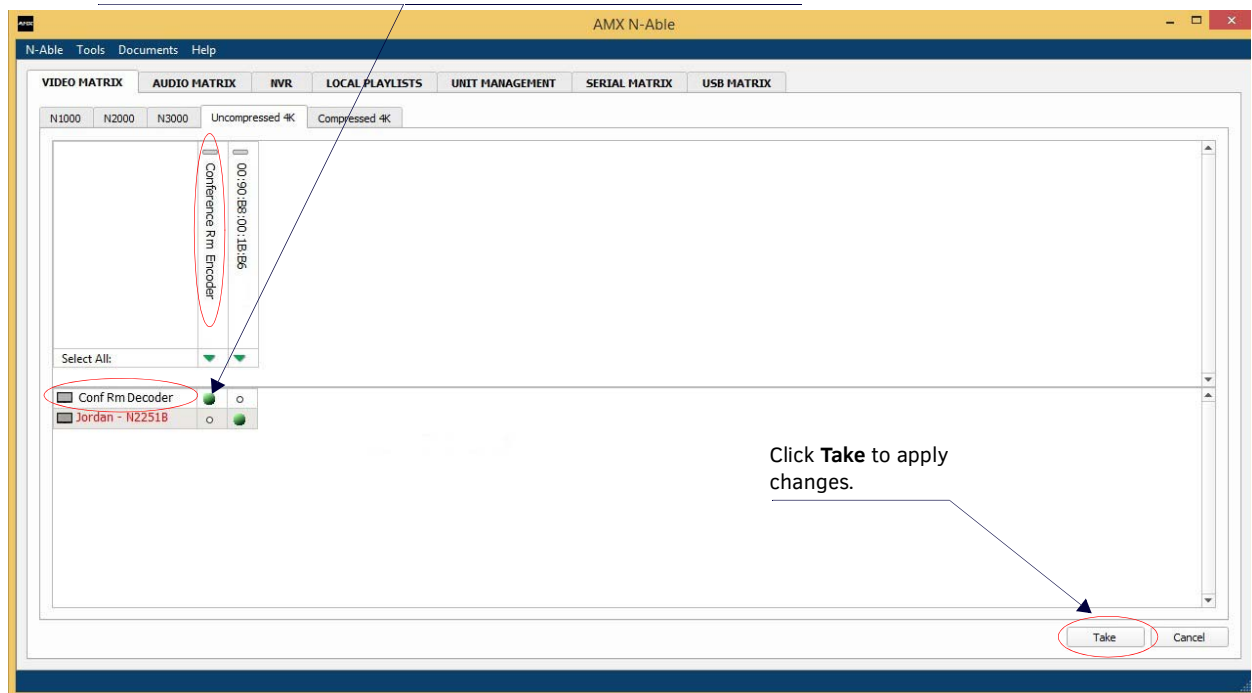 AMX
AMX N-Able
N-Able Tools Documents Help
VIDEO MATRIX AUDIO MATRIX NVR LOCAL PLAYLISTS UNIT MANAGEMENT SERIAL MATRIX USB MATRIX
N1000 N2000 N3000 Uncompressed 4K Compressed 4K
Conference Rm Encoder
00:90:B8:00:1B:B6
Select All:
Conf Rm Decoder
Jordan - N2251B
Click Take to apply
changes.
Take Cancel